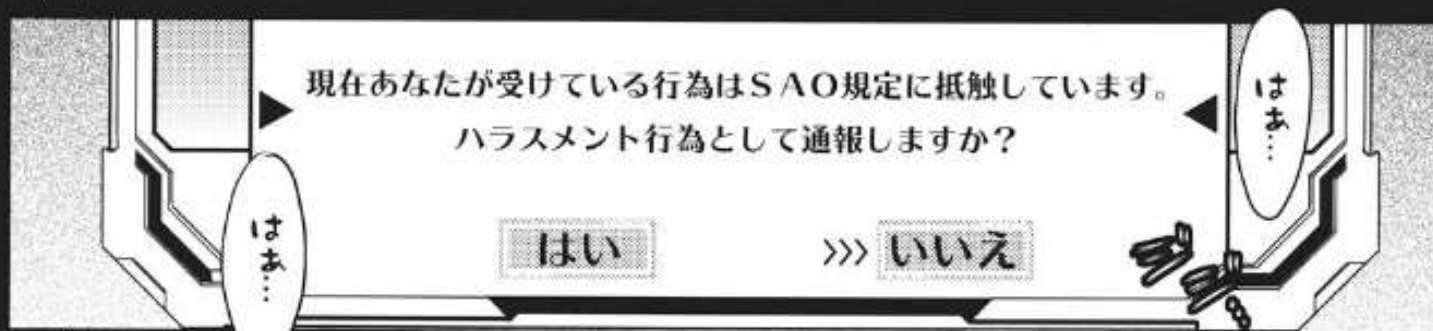 はぁ…
現在あなたが受けている行為はSAO規定に抵触しています。
ハラスメント行為として通報しますか？
はい
>>> いいえ
はぁ…